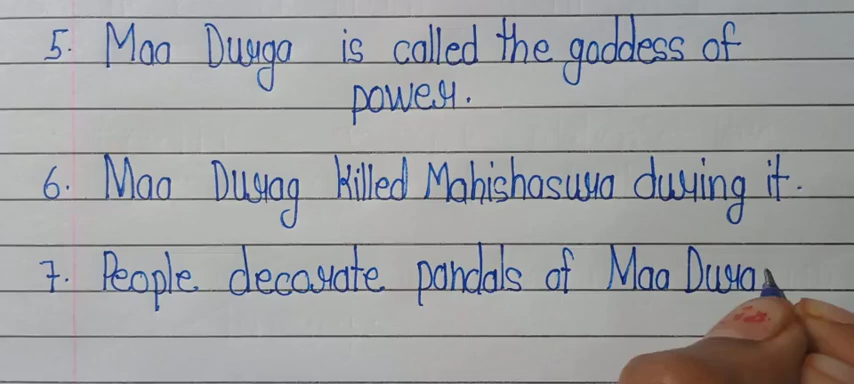 5. Maa Durga is called the goddess of
power.
6. Maa Durag killed Mahishasura during it.
7. People decorate pandals of Maa Dura